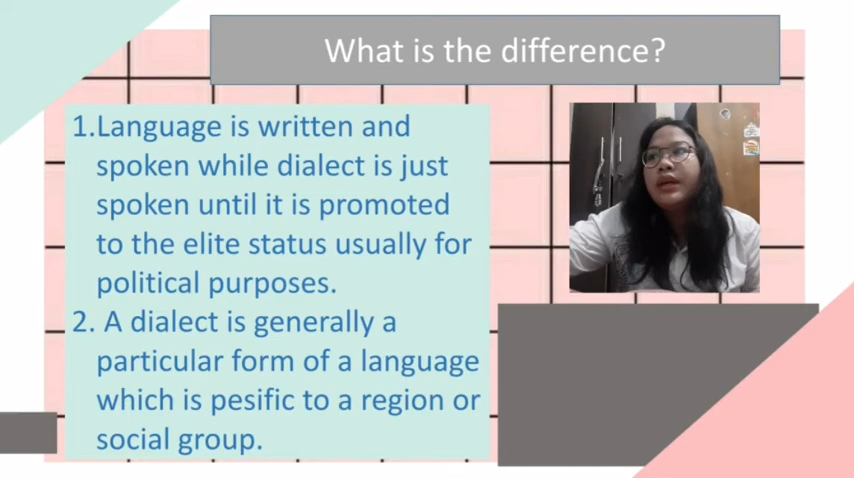 What is the difference?
1.Language is written and
spoken while dialect is just
spoken until it is promoted
to the elite status usually for
political purposes.
2. A dialect is generally a
particular form of a language
which is pesific to a region or
social group.